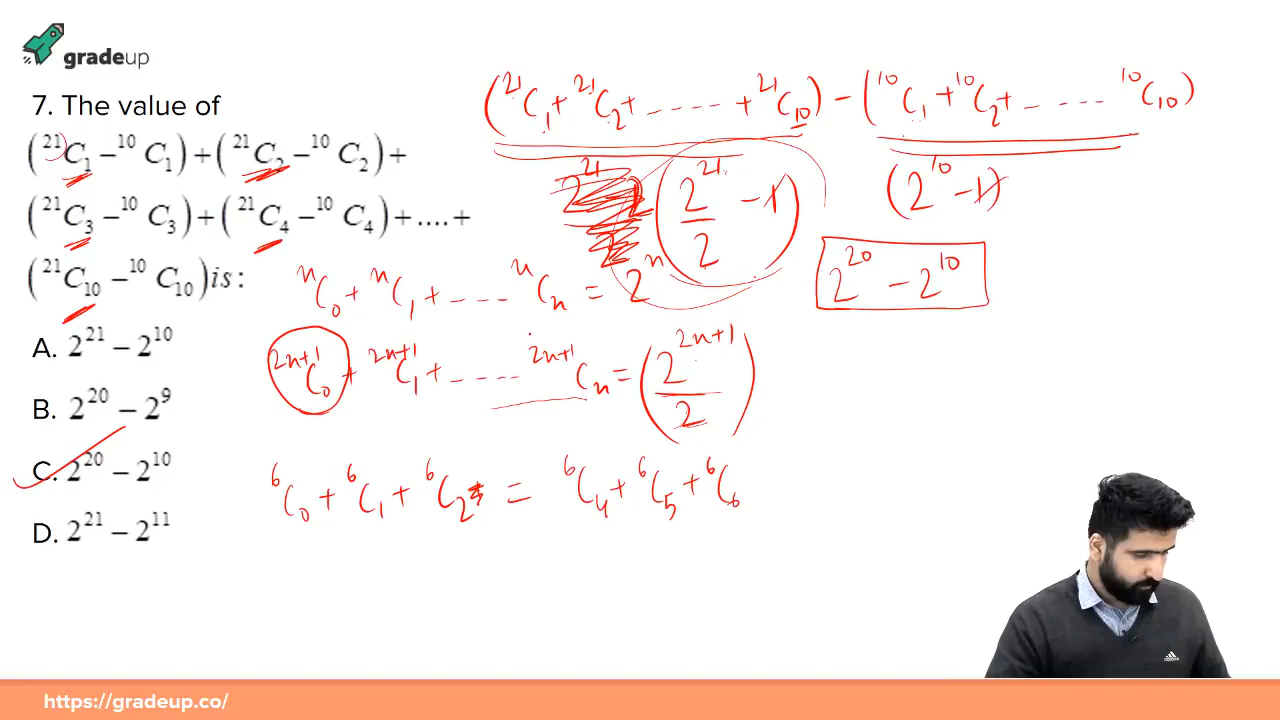 gradeup
7. The value of
(²¹C₁ – ¹⁰C₁) + (²¹C₂ – ¹⁰C₂) +
(²¹C₃ – ¹⁰C₃) + (²¹C₄ – ¹⁰C₄) + .... +
(²¹C₁₀ – ¹⁰C₁₀) is :
A. 2²¹ – 2¹⁰
B. 2²⁰ – 2⁹
C. 2²⁰ – 2¹⁰
D. 2²¹ – 2¹¹
(²¹C₁ + ²¹C₂ + ...... + ²¹C₁₀) – (¹⁰C₁ + ¹⁰C₂ + ...... ¹⁰C₁₀)
(2²¹/2 – 1) (2¹⁰ – 1)
2²⁰ – 2¹⁰
ⁿC₀ + ⁿC₁ + ...... ⁿCₙ = 2ⁿ
²ⁿ⁺¹C₀ + ²ⁿ⁺¹C₁ + ...... ²ⁿ⁺¹Cₙ = (2²ⁿ⁺¹/2)
⁶C₀ + ⁶C₁ + ⁶C₂ = ⁶C₄ + ⁶C₅ + ⁶C₆
https://gradeup.co/